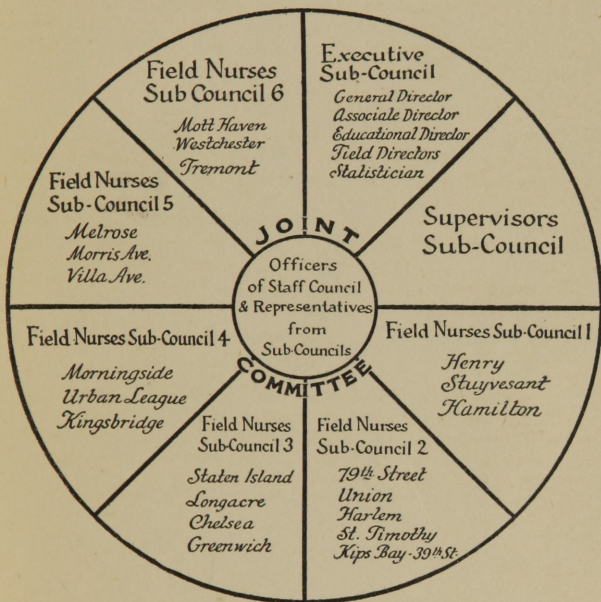 Executive
Sub-Council
General Director
Associate Director
Educational Director
Field Directors
Statistician
Supervisors
Sub-Council
Field Nurses Sub-Council 1
Henry
Stuyvesant
Hamilton
Field Nurses
Sub-Council 2
79th Street
Union
Harlem
St. Timothy
Kips Bay-39th St.
Field Nurses
Sub-Council 3
Staten Island
Longacre
Chelsea
Greenwich
Field Nurses Sub-Council 4
Morningside
Urban League
Kingsbridge
Field Nurses
Sub-Council 5
Melrose
Morris Ave.
Villa Ave.
Field Nurses
Sub Council 6
Mott Haven
Westchester
Tremont
JOINT
Officers
of Staff Council
& Representatives
from
Sub-Councils
COMMITTEE